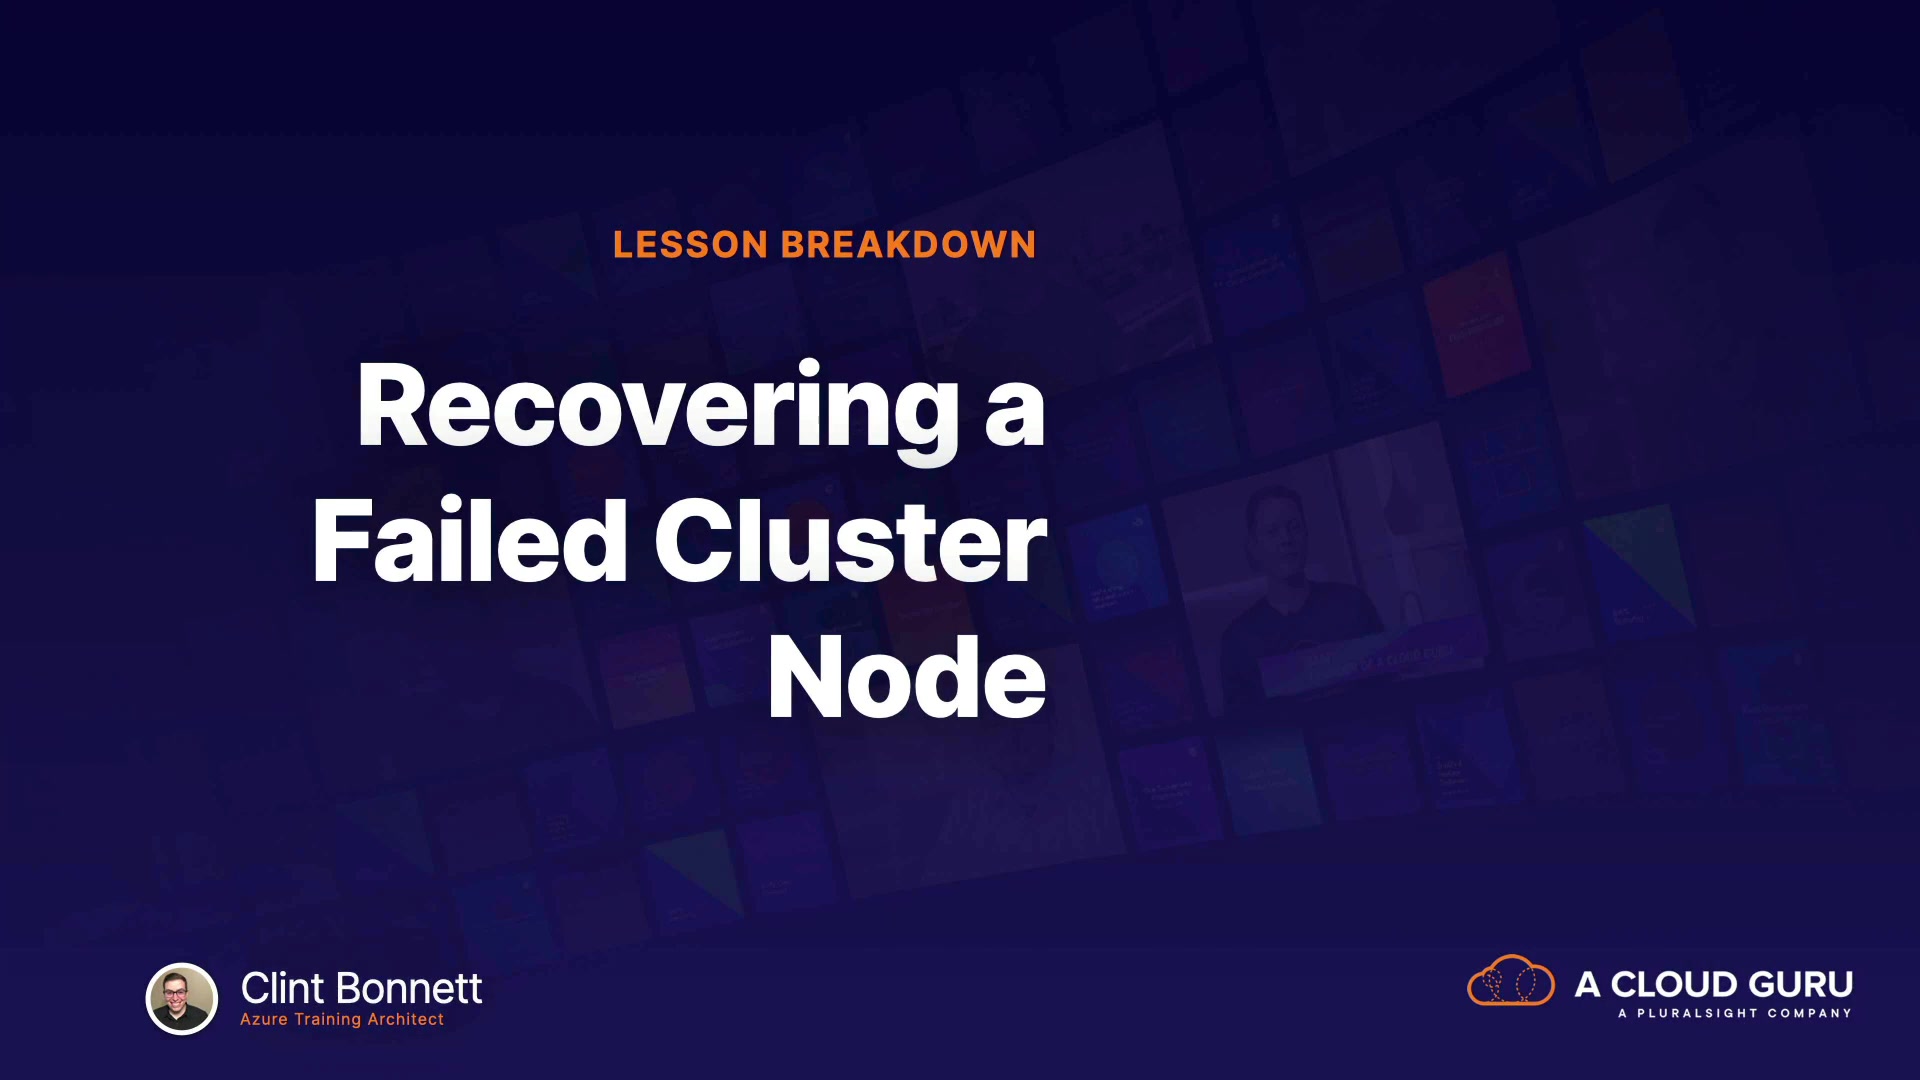 LESSON BREAKDOWN
Recovering a
Failed Cluster
Node
Clint Bonnett
Azure Training Architect
A CLOUD GURU
A PLURALSIGHT COMPANY